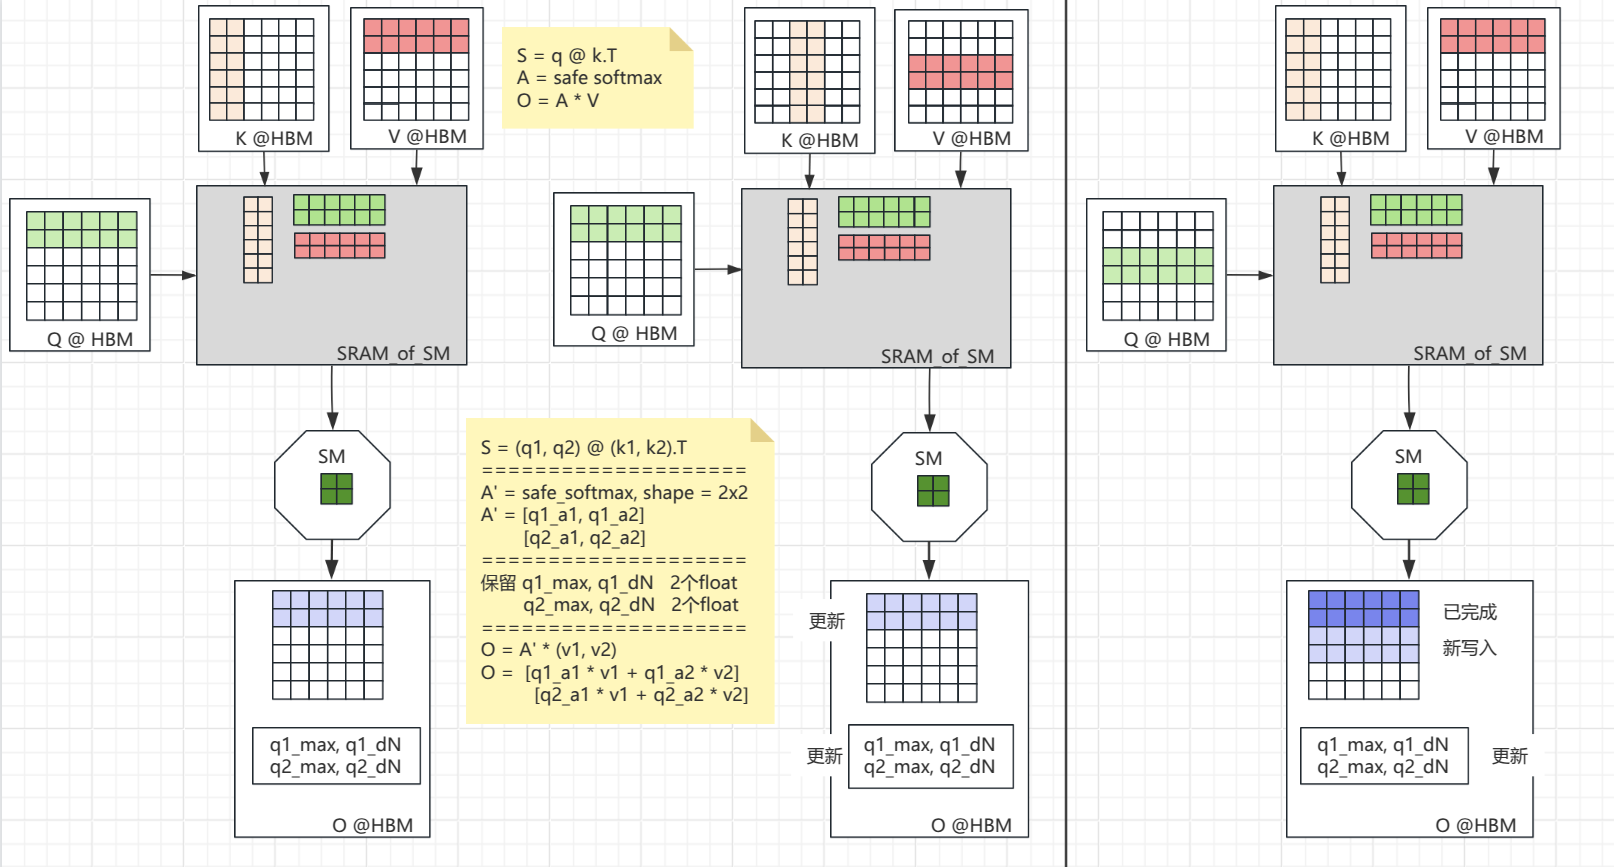 K @HBM
V @HBM
Q @ HBM
SRAM_of_SM
SM
q1_max, q1_dN
q2_max, q2_dN
O @HBM
S = q @ k.T
A = safe softmax
O = A * V
S = (q1, q2) @ (k1, k2).T
====================
A' = safe_softmax, shape = 2x2
A' = [q1_a1, q1_a2]
[q2_a1, q2_a2]
====================
保留 q1_max, q1_dN 2个float
q2_max, q2_dN 2个float
====================
O = A' * (v1, v2)
O = [q1_a1 * v1 + q1_a2 * v2]
[q2_a1 * v1 + q2_a2 * v2]
K @HBM
V @HBM
Q @ HBM
SRAM_of_SM
SM
更新
更新
q1_max, q1_dN
q2_max, q2_dN
O @HBM
K @HBM
V @HBM
Q @ HBM
SRAM_of_SM
SM
已完成
新写入
q1_max, q1_dN
q2_max, q2_dN
更新
O @HBM